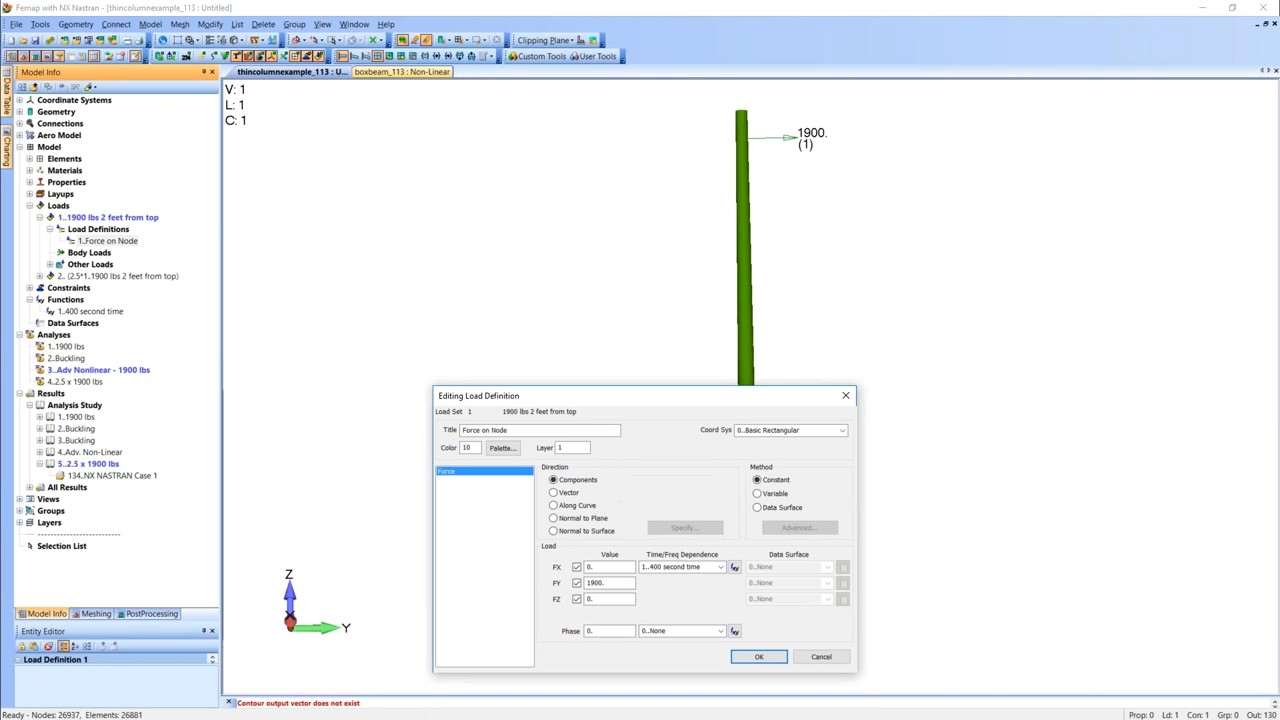 Femap with NX Nastran - [thincolumnexample_113 : Untitled]
File Tools Geometry Connect Model Mesh Modify List Delete Group View Window Help
Clipping Plane
Custom Tools User Tools
Model Info
thincolumnexample_113 : U...
boxbeam_113 : Non-Linear
Data Table
Charting
Coordinate Systems
Geometry
Connections
Aero Model
Model
Elements
Materials
Properties
Layups
Loads
1..1900 lbs 2 feet from top
Load Definitions
1..Force on Node
Body Loads
Other Loads
2.. (2.5*1..1900 lbs 2 feet from top)
Constraints
Functions
1..400 second time
Data Surfaces
Analyses
1..1900 lbs
2..Buckling
3..Adv Nonlinear - 1900 lbs
4..2.5 x 1900 lbs
Results
Analysis Study
1..1900 lbs
2..Buckling
3..Buckling
4..Adv. Non-Linear
5..2.5 x 1900 lbs
134..NX NASTRAN Case 1
All Results
Views
Groups
Layers
Selection List
Model Info Meshing PostProcessing
Entity Editor
Load Definition 1
V: 1
L: 1
C: 1
1900.
(1)
Z
X
Y
Editing Load Definition
Load Set 1 1900 lbs 2 feet from top
Title Force on Node Coord Sys 0..Basic Rectangular
Color 10 Palette... Layer 1
Force
Direction
Components
Vector
Along Curve
Normal to Plane
Normal to Surface
Specify...
Method
Constant
Variable
Data Surface
Advanced...
Load
Value Time/Freq Dependence Data Surface
FX 0. 1..400 second time 0..None
FY 1900. 0..None
FZ 0. 0..None
Phase 0. 0..None
OK Cancel
Contour output vector does not exist
Ready - Nodes: 26937, Elements: 26881
Prop: 0 Ld: 1 Con: 1 Grp: 0 Out: 130